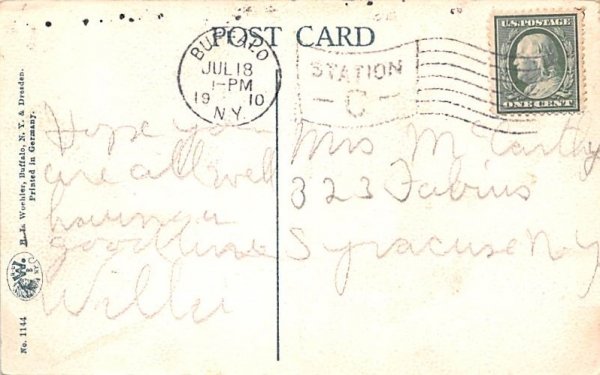 POST CARD
BUFFALO
JUL 18
1-PM
19 10
N.Y.
STATION
-C-
U.S. POSTAGE
ONE CENT
Hope you
are all well
having a
good time
Willie
Mrs McCarthy
323 Fabius
Syracuse N Y
Woehler, Buffalo, N. Y. & Dresden.
Printed in Germany.
No. 1144